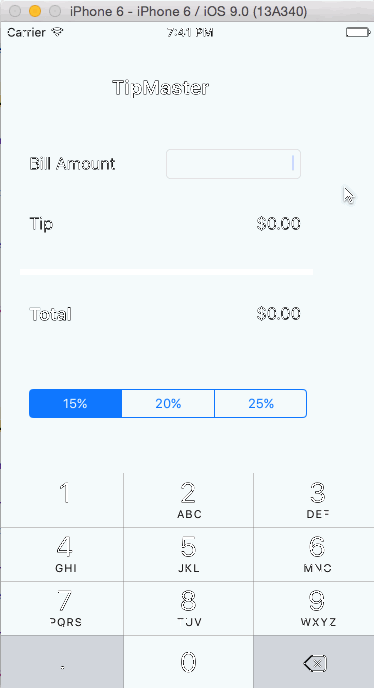 iPhone 6 - iPhone 6 / iOS 9.0 (13A340)
Carrier 7:41 PM
TipMaster
Bill Amount
Tip $0.00
Total $0.00
15% 20% 25%
1 2 3
ABC DEF
4 5 6
GHI JKL MNO
7 8 9
PQRS TUV WXYZ
. 0